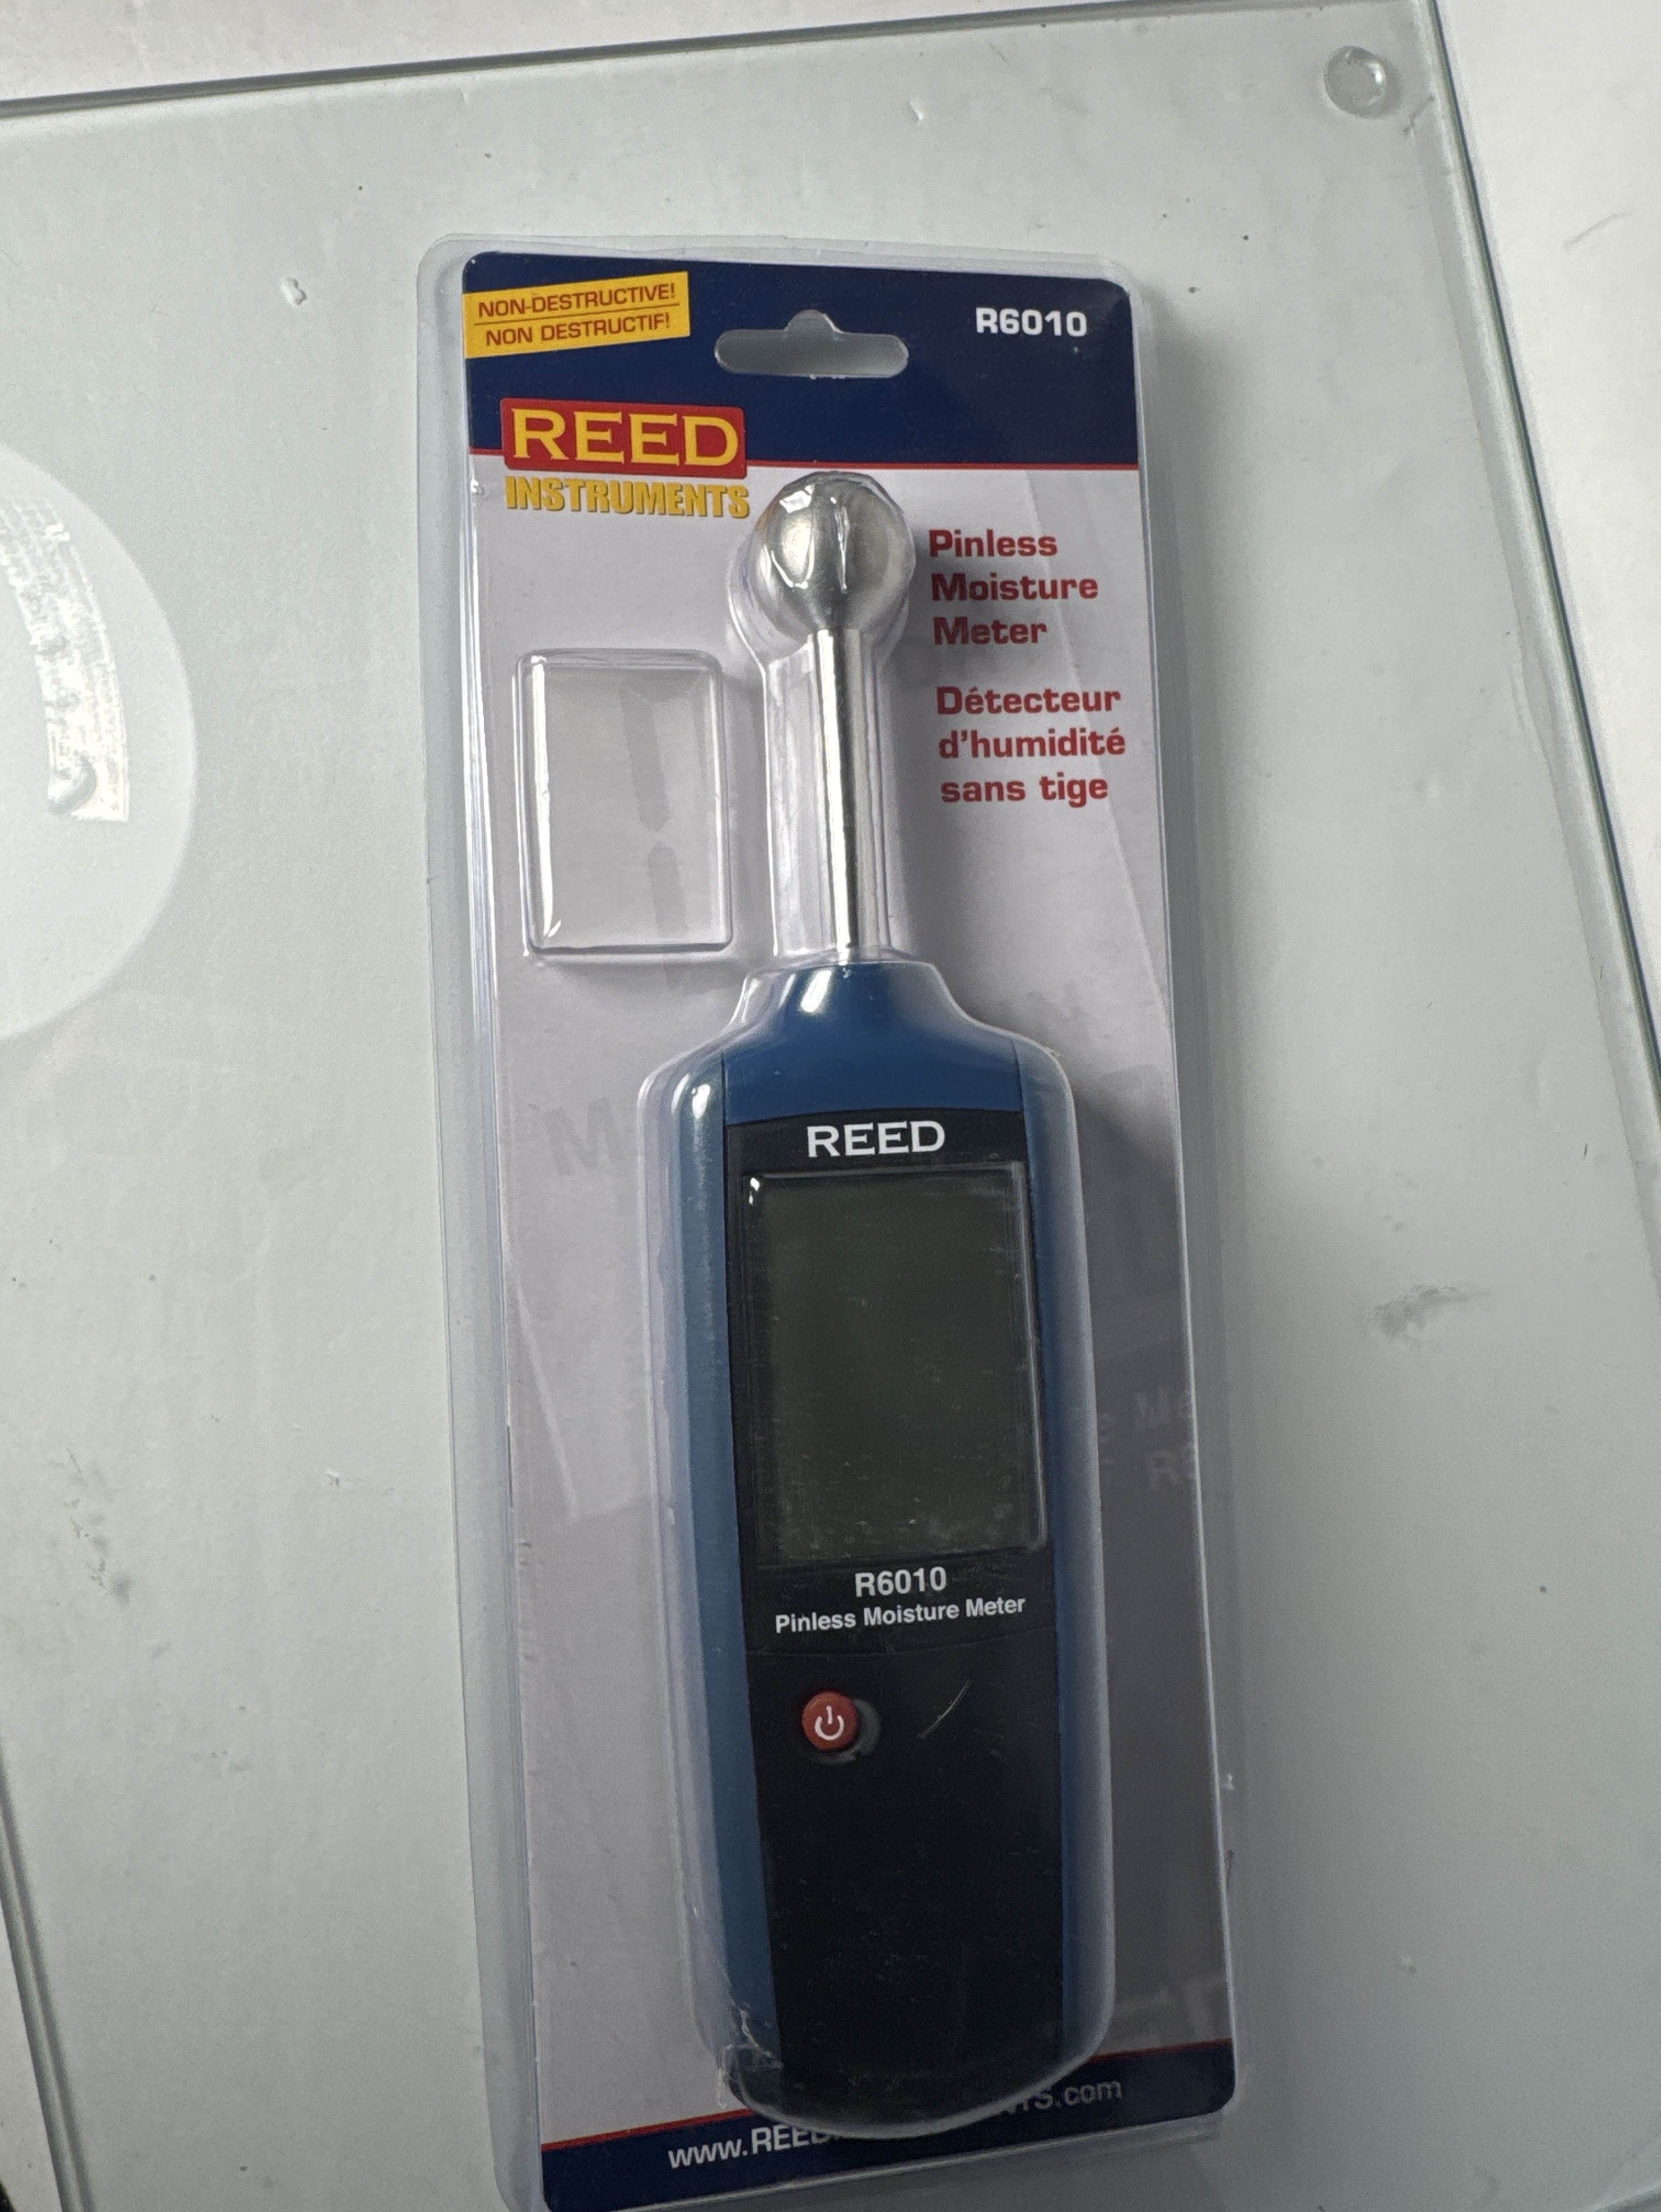 NON-DESTRUCTIVE!
NON DESTRUCTIF!
R6010
REED
INSTRUMENTS
Pinless
Moisture
Meter
Détecteur
d'humidité
sans tige
REED
R6010
Pinless Moisture Meter